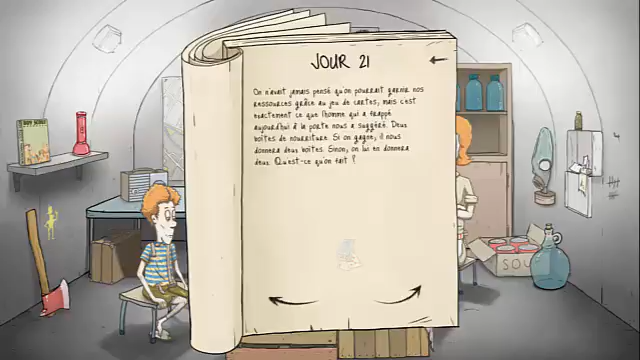 JOUR 21
On n'avait jamais pensé qu'on pourrait garnir nos
ressources grâce au jeu de cartes, mais c'est
exactement ce que l'homme qui a frappé
aujourd'hui à la porte nous a suggéré. Deux
boîtes de nourriture. Si on gagne, il nous
donnera deux boîtes. Sinon, on lui en donnera
deux. Qu'est-ce qu'on fait ?
SOU